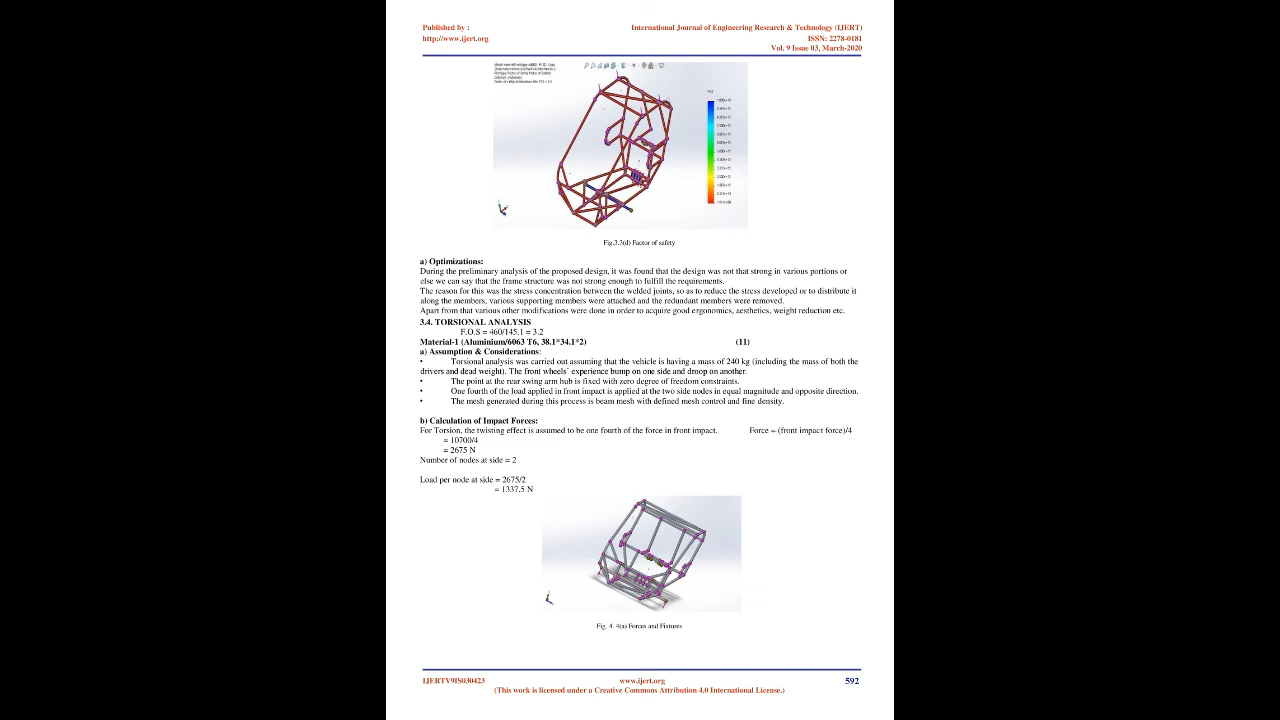 Published by :
International Journal of Engineering Research & Technology (IJERT)
http://www.ijert.org
ISSN: 2278-0181
Vol. 9 Issue 03, March-2020
Fig.3.3(d) Factor of safety
a) Optimizations:
During the preliminary analysis of the proposed design, it was found that the design was not that strong in various portions or
else we can say that the frame structure was not strong enough to fulfill the requirements.
The reason for this was the stress concentration between the welded joints, so as to reduce the stress developed or to distribute it
along the members, various supporting members were attached and the redundant members were removed.
Apart from that various other modifications were done in order to acquire good ergonomics, aesthetics, weight reduction etc.
3.4. TORSIONAL ANALYSIS
F.O.S = 460/145.1 = 3.2
Material-1 (Aluminium/6063 T6, 38.1*34.1*2) (11)
a) Assumption & Considerations:
• Torsional analysis was carried out assuming that the vehicle is having a mass of 240 kg (including the mass of both the
drivers and dead weight). The front wheels' experience bump on one side and droop on another.
• The point at the rear swing arm hub is fixed with zero degree of freedom constraints.
• One fourth of the load applied in front impact is applied at the two side nodes in equal magnitude and opposite direction.
• The mesh generated during this process is beam mesh with defined mesh control and fine density.
b) Calculation of Impact Forces:
For Torsion, the twisting effect is assumed to be one fourth of the force in front impact. Force = (front impact force)/4
= 10700/4
= 2675 N
Number of nodes at side = 2
Load per node at side = 2675/2
= 1337.5 N
Fig. 4. 4(a) Forces and Fixtures
IJERTV9IS030423
www.ijert.org
592
(This work is licensed under a Creative Commons Attribution 4.0 International License.)